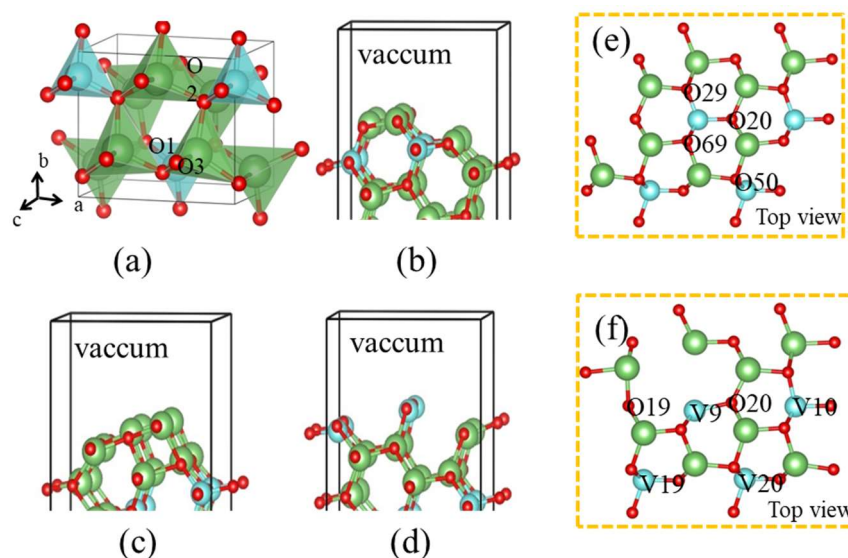 O
2
O1
O3
b
c
a
(a)
vaccum
(b)
vaccum
(c)
vaccum
(d)
(e)
O29
O20
O69
O50
Top view
(f)
O19
V9
O20
V10
V19
V20
Top view